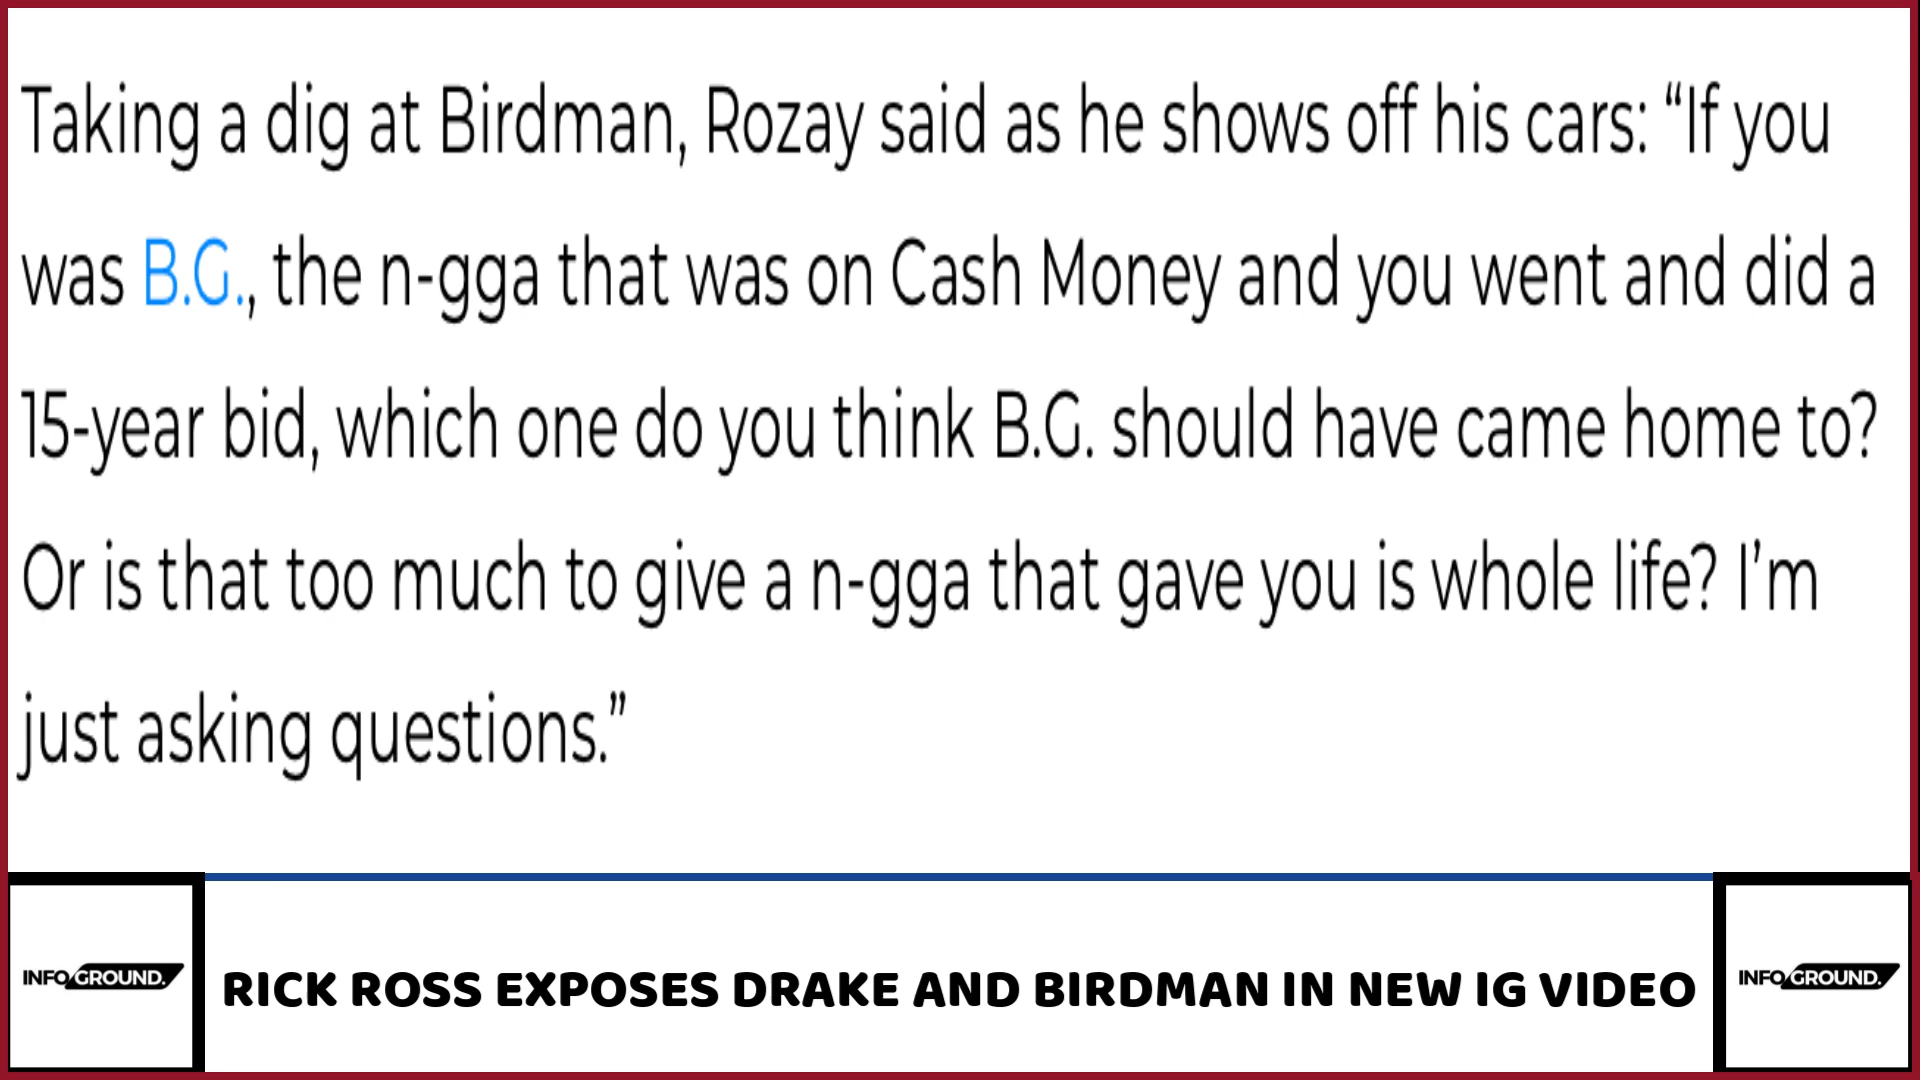 Taking a dig at Birdman, Rozay said as he shows off his cars: “If you
was B.G., the n-gga that was on Cash Money and you went and did a
15-year bid, which one do you think B.G. should have came home to?
Or is that too much to give a n-gga that gave you is whole life? I’m
just asking questions.”
INFO GROUND.
RICK ROSS EXPOSES DRAKE AND BIRDMAN IN NEW IG VIDEO
INFO GROUND.